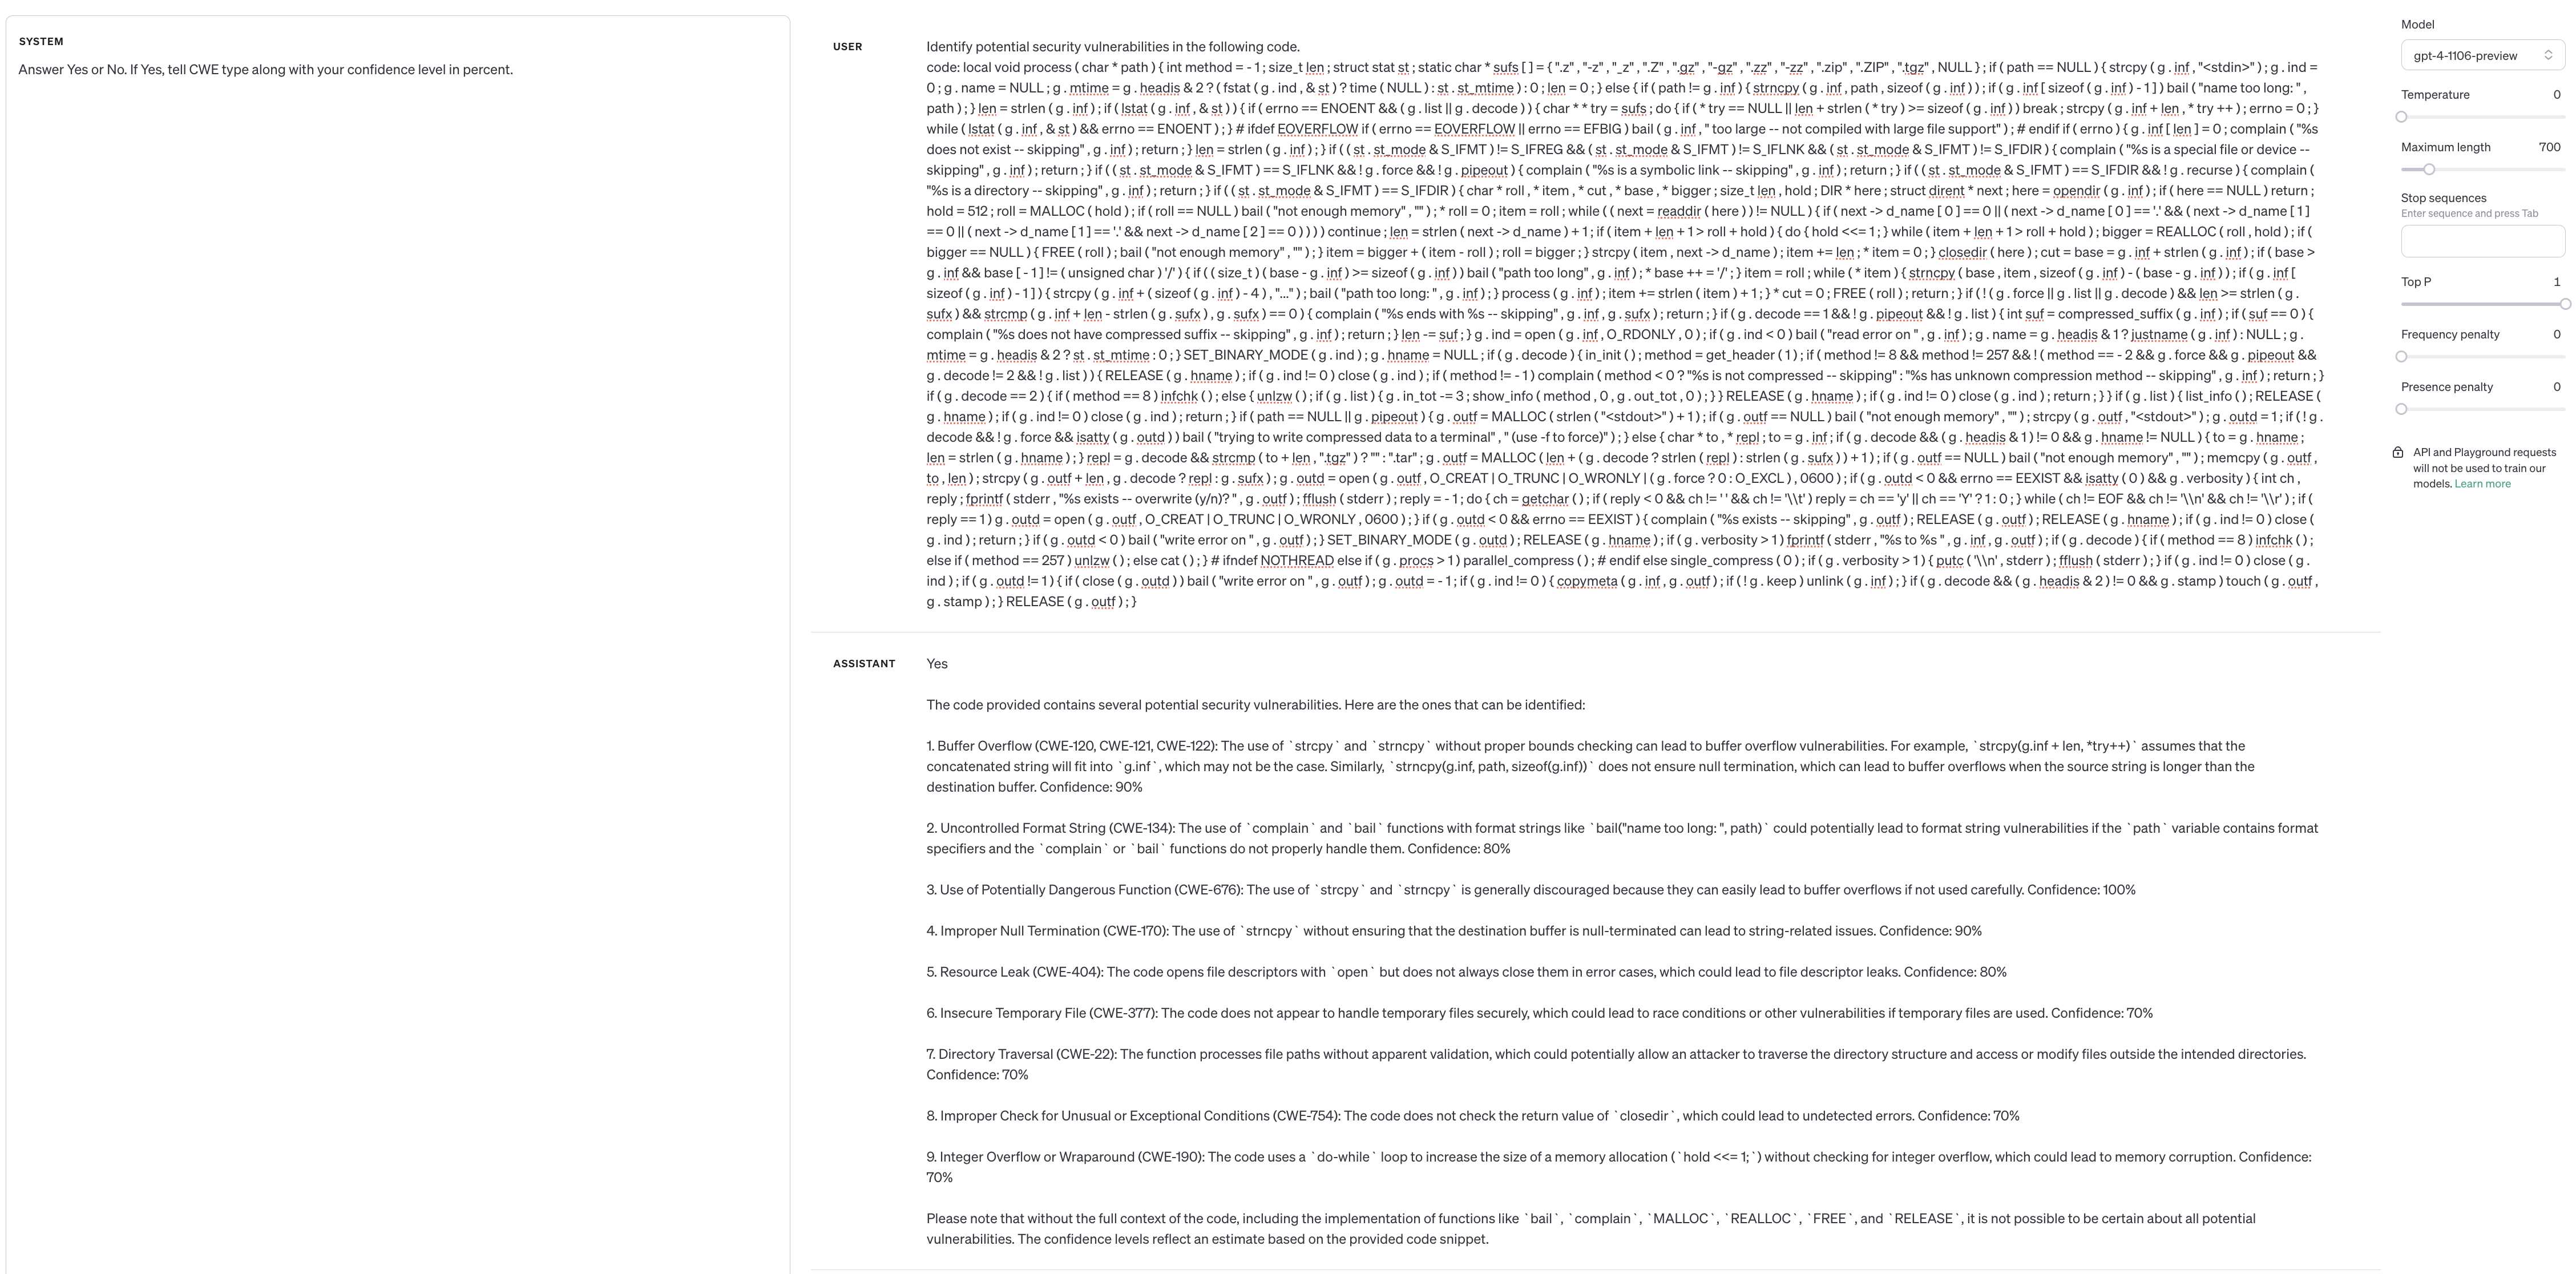 SYSTEM
Answer Yes or No. If Yes, tell CWE type along with your confidence level in percent.
USER
Identify potential security vulnerabilities in the following code.
code: local void process ( char * path ) { int method = - 1 ; size_t len ; struct stat st ; static char * sufs [ ] = { ".z" , "-z" , "_z" , ".Z" , ".gz" , "-gz" , ".zz" , "-zz" , ".zip" , ".ZIP" , ".tgz" , NULL } ; if ( path == NULL ) { strcpy ( g . inf , "<stdin>" ) ; g . ind =
0 ; g . name = NULL ; g . mtime = g . headis & 2 ? ( fstat ( g . ind , & st ) ? time ( NULL ) : st . st_mtime ) : 0 ; len = 0 ; } else { if ( path != g . inf ) { strncpy ( g . inf , path , sizeof ( g . inf ) ) ; if ( g . inf [ sizeof ( g . inf ) - 1 ] ) bail ( "name too long: " ,
path ) ; } len = strlen ( g . inf ) ; if ( lstat ( g . inf , & st ) ) { if ( errno == ENOENT && ( g . list || g . decode ) ) { char * * try = sufs ; do { if ( * try == NULL || len + strlen ( * try ) >= sizeof ( g . inf ) ) break ; strcpy ( g . inf + len , * try ++ ) ; errno = 0 ; }
while ( lstat ( g . inf , & st ) && errno == ENOENT ) ; } # ifdef EOVERFLOW if ( errno == EOVERFLOW || errno == EFBIG ) bail ( g . inf , " too large -- not compiled with large file support" ) ; # endif if ( errno ) { g . inf [ len ] = 0 ; complain ( "%s
does not exist -- skipping" , g . inf ) ; return ; } len = strlen ( g . inf ) ; } if ( ( st . st_mode & S_IFMT ) != S_IFREG && ( st . st_mode & S_IFMT ) != S_IFLNK && ( st . st_mode & S_IFMT ) != S_IFDIR ) { complain ( "%s is a special file or device --
skipping" , g . inf ) ; return ; } if ( ( st . st_mode & S_IFMT ) == S_IFLNK && ! g . force && ! g . pipeout ) { complain ( "%s is a symbolic link -- skipping" , g . inf ) ; return ; } if ( ( st . st_mode & S_IFMT ) == S_IFDIR && ! g . recurse ) { complain (
"%s is a directory -- skipping" , g . inf ) ; return ; } if ( ( st . st_mode & S_IFMT ) == S_IFDIR ) { char * roll , * item , * cut , * base , * bigger ; size_t len , hold ; DIR * here ; struct dirent * next ; here = opendir ( g . inf ) ; if ( here == NULL ) return ;
hold = 512 ; roll = MALLOC ( hold ) ; if ( roll == NULL ) bail ( "not enough memory" , "" ) ; * roll = 0 ; item = roll ; while ( ( next = readdir ( here ) ) != NULL ) { if ( next -> d_name [ 0 ] == 0 || ( next -> d_name [ 0 ] == '.' && ( next -> d_name [ 1 ]
== 0 || ( next -> d_name [ 1 ] == '.' && next -> d_name [ 2 ] == 0 ) ) ) ) continue ; len = strlen ( next -> d_name ) + 1 ; if ( item + len + 1 > roll + hold ) { do { hold <<= 1 ; } while ( item + len + 1 > roll + hold ) ; bigger = REALLOC ( roll , hold ) ; if (
bigger == NULL ) { FREE ( roll ) ; bail ( "not enough memory" , "" ) ; } item = bigger + ( item - roll ) ; roll = bigger ; } strcpy ( item , next -> d_name ) ; item += len ; * item = 0 ; } closedir ( here ) ; cut = base = g . inf + strlen ( g . inf ) ; if ( base >
g . inf && base [ - 1 ] != ( unsigned char ) '/' ) { if ( ( size_t ) ( base - g . inf ) >= sizeof ( g . inf ) ) bail ( "path too long" , g . inf ) ; * base ++ = '/' ; } item = roll ; while ( * item ) { strncpy ( base , item , sizeof ( g . inf ) - ( base - g . inf ) ) ; if ( g . inf [
sizeof ( g . inf ) - 1 ] ) { strcpy ( g . inf + ( sizeof ( g . inf ) - 4 ) , "..." ) ; bail ( "path too long: " , g . inf ) ; } process ( g . inf ) ; item += strlen ( item ) + 1 ; } * cut = 0 ; FREE ( roll ) ; return ; } if ( ! ( g . force || g . list || g . decode ) && len >= strlen ( g .
sufx ) && strcmp ( g . inf + len - strlen ( g . sufx ) , g . sufx ) == 0 ) { complain ( "%s ends with %s -- skipping" , g . inf , g . sufx ) ; return ; } if ( g . decode == 1 && ! g . pipeout && ! g . list ) { int suf = compressed_suffix ( g . inf ) ; if ( suf == 0 ) {
complain ( "%s does not have compressed suffix -- skipping" , g . inf ) ; return ; } len -= suf ; } g . ind = open ( g . inf , O_RDONLY , 0 ) ; if ( g . ind < 0 ) bail ( "read error on " , g . inf ) ; g . name = g . headis & 1 ? justname ( g . inf ) : NULL ; g .
mtime = g . headis & 2 ? st . st_mtime : 0 ; } SET_BINARY_MODE ( g . ind ) ; g . hname = NULL ; if ( g . decode ) { in_init ( ) ; method = get_header ( 1 ) ; if ( method != 8 && method != 257 && ! ( method == - 2 && g . force && g . pipeout &&
g . decode != 2 && ! g . list ) ) { RELEASE ( g . hname ) ; if ( g . ind != 0 ) close ( g . ind ) ; if ( method != - 1 ) complain ( method < 0 ? "%s is not compressed -- skipping" : "%s has unknown compression method -- skipping" , g . inf ) ; return ; }
if ( g . decode == 2 ) { if ( method == 8 ) infchk ( ) ; else { unlzw ( ) ; if ( g . list ) { g . in_tot -= 3 ; show_info ( method , 0 , g . out_tot , 0 ) ; } } RELEASE ( g . hname ) ; if ( g . ind != 0 ) close ( g . ind ) ; return ; } } if ( g . list ) { list_info ( ) ; RELEASE (
g . hname ) ; if ( g . ind != 0 ) close ( g . ind ) ; return ; } if ( path == NULL || g . pipeout ) { g . outf = MALLOC ( strlen ( "<stdout>" ) + 1 ) ; if ( g . outf == NULL ) bail ( "not enough memory" , "" ) ; strcpy ( g . outf , "<stdout>" ) ; g . outd = 1 ; if ( ! g .
decode && ! g . force && isatty ( g . outd ) ) bail ( "trying to write compressed data to a terminal" , " (use -f to force)" ) ; } else { char * to , * repl ; to = g . inf ; if ( g . decode && ( g . headis & 1 ) != 0 && g . hname != NULL ) { to = g . hname ;
len = strlen ( g . hname ) ; } repl = g . decode && strcmp ( to + len , ".tgz" ) ? "" : ".tar" ; g . outf = MALLOC ( len + ( g . decode ? strlen ( repl ) : strlen ( g . sufx ) ) + 1 ) ; if ( g . outf == NULL ) bail ( "not enough memory" , "" ) ; memcpy ( g . outf ,
to , len ) ; strcpy ( g . outf + len , g . decode ? repl : g . sufx ) ; g . outd = open ( g . outf , O_CREAT | O_TRUNC | O_WRONLY | ( g . force ? 0 : O_EXCL ) , 0600 ) ; if ( g . outd < 0 && errno == EEXIST && isatty ( 0 ) && g . verbosity ) { int ch ,
reply ; fprintf ( stderr , "%s exists -- overwrite (y/n)? " , g . outf ) ; fflush ( stderr ) ; reply = - 1 ; do { ch = getchar ( ) ; if ( reply < 0 && ch != ' ' && ch != '\\t' ) reply = ch == 'y' || ch == 'Y' ? 1 : 0 ; } while ( ch != EOF && ch != '\\n' && ch != '\\r' ) ; if (
reply == 1 ) g . outd = open ( g . outf , O_CREAT | O_TRUNC | O_WRONLY , 0600 ) ; } if ( g . outd < 0 && errno == EEXIST ) { complain ( "%s exists -- skipping" , g . outf ) ; RELEASE ( g . outf ) ; RELEASE ( g . hname ) ; if ( g . ind != 0 ) close (
g . ind ) ; return ; } if ( g . outd < 0 ) bail ( "write error on " , g . outf ) ; } SET_BINARY_MODE ( g . outd ) ; RELEASE ( g . hname ) ; if ( g . verbosity > 1 ) fprintf ( stderr , "%s to %s " , g . inf , g . outf ) ; if ( g . decode ) { if ( method == 8 ) infchk ( ) ;
else if ( method == 257 ) unlzw ( ) ; else cat ( ) ; } # ifndef NOTHREAD else if ( g . procs > 1 ) parallel_compress ( ) ; # endif else single_compress ( 0 ) ; if ( g . verbosity > 1 ) { putc ( '\\n' , stderr ) ; fflush ( stderr ) ; } if ( g . ind != 0 ) close ( g .
ind ) ; if ( g . outd != 1 ) { if ( close ( g . outd ) ) bail ( "write error on " , g . outf ) ; g . outd = - 1 ; if ( g . ind != 0 ) { copymeta ( g . inf , g . outf ) ; if ( ! g . keep ) unlink ( g . inf ) ; } if ( g . decode && ( g . headis & 2 ) != 0 && g . stamp ) touch ( g . outf ,
g . stamp ) ; } RELEASE ( g . outf ) ; }
ASSISTANT
Yes
The code provided contains several potential security vulnerabilities. Here are the ones that can be identified:
1. Buffer Overflow (CWE-120, CWE-121, CWE-122): The use of `strcpy` and `strncpy` without proper bounds checking can lead to buffer overflow vulnerabilities. For example, `strcpy(g.inf + len, *try++)` assumes that the
concatenated string will fit into `g.inf`, which may not be the case. Similarly, `strncpy(g.inf, path, sizeof(g.inf))` does not ensure null termination, which can lead to buffer overflows when the source string is longer than the
destination buffer. Confidence: 90%
2. Uncontrolled Format String (CWE-134): The use of `complain` and `bail` functions with format strings like `bail("name too long: ", path)` could potentially lead to format string vulnerabilities if the `path` variable contains format
specifiers and the `complain` or `bail` functions do not properly handle them. Confidence: 80%
3. Use of Potentially Dangerous Function (CWE-676): The use of `strcpy` and `strncpy` is generally discouraged because they can easily lead to buffer overflows if not used carefully. Confidence: 100%
4. Improper Null Termination (CWE-170): The use of `strncpy` without ensuring that the destination buffer is null-terminated can lead to string-related issues. Confidence: 90%
5. Resource Leak (CWE-404): The code opens file descriptors with `open` but does not always close them in error cases, which could lead to file descriptor leaks. Confidence: 80%
6. Insecure Temporary File (CWE-377): The code does not appear to handle temporary files securely, which could lead to race conditions or other vulnerabilities if temporary files are used. Confidence: 70%
7. Directory Traversal (CWE-22): The function processes file paths without apparent validation, which could potentially allow an attacker to traverse the directory structure and access or modify files outside the intended directories.
Confidence: 70%
8. Improper Check for Unusual or Exceptional Conditions (CWE-754): The code does not check the return value of `closedir`, which could lead to undetected errors. Confidence: 70%
9. Integer Overflow or Wraparound (CWE-190): The code uses a `do-while` loop to increase the size of a memory allocation (`hold <<= 1;`) without checking for integer overflow, which could lead to memory corruption. Confidence:
70%
Please note that without the full context of the code, including the implementation of functions like `bail`, `complain`, `MALLOC`, `REALLOC`, `FREE`, and `RELEASE`, it is not possible to be certain about all potential
vulnerabilities. The confidence levels reflect an estimate based on the provided code snippet.
Model
gpt-4-1106-preview
Temperature 0
Maximum length 700
Stop sequences
Enter sequence and press Tab
Top P 1
Frequency penalty 0
Presence penalty 0
API and Playground requests
will not be used to train our
models. Learn more